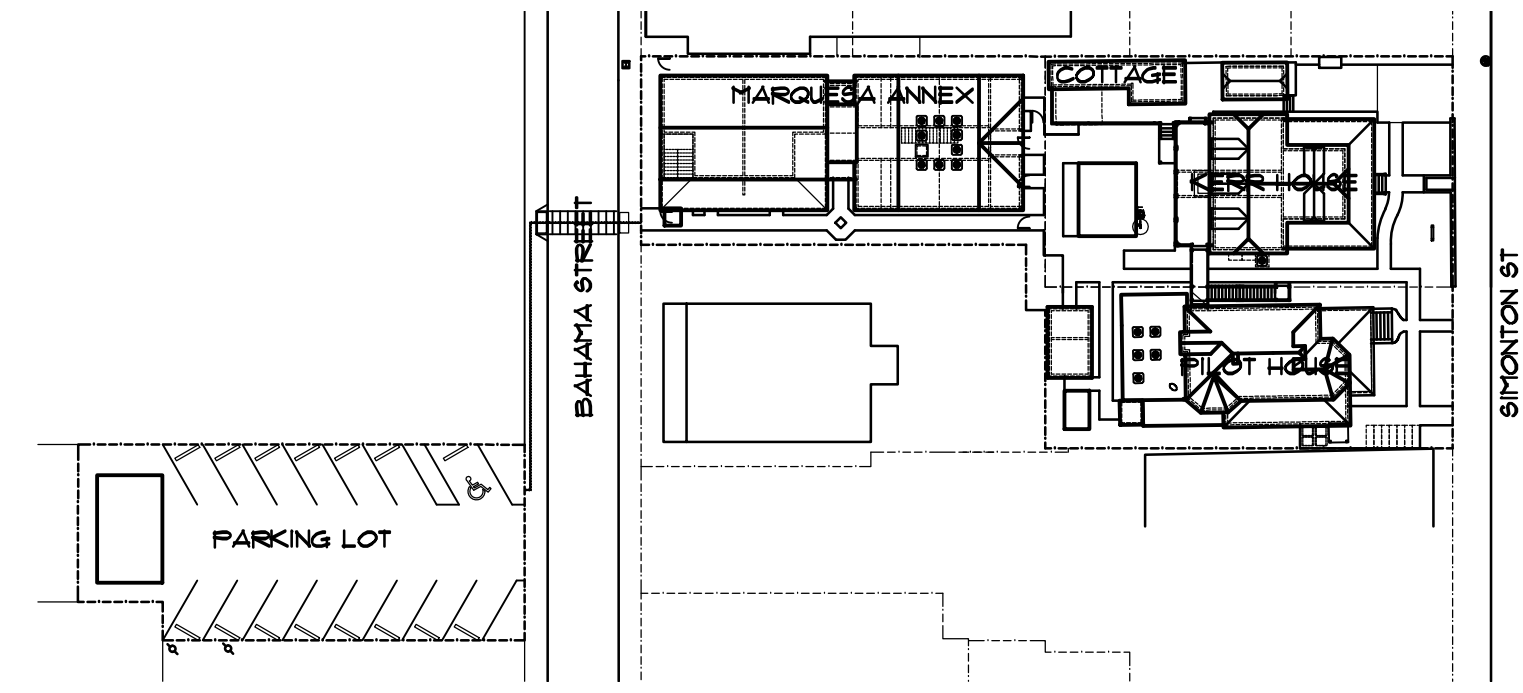 COTTAGE
MARQUESA ANNEX
KERR HOUSE
BAHAMA STREET
SIMONTON ST
PILOT HOUSE
PARKING LOT